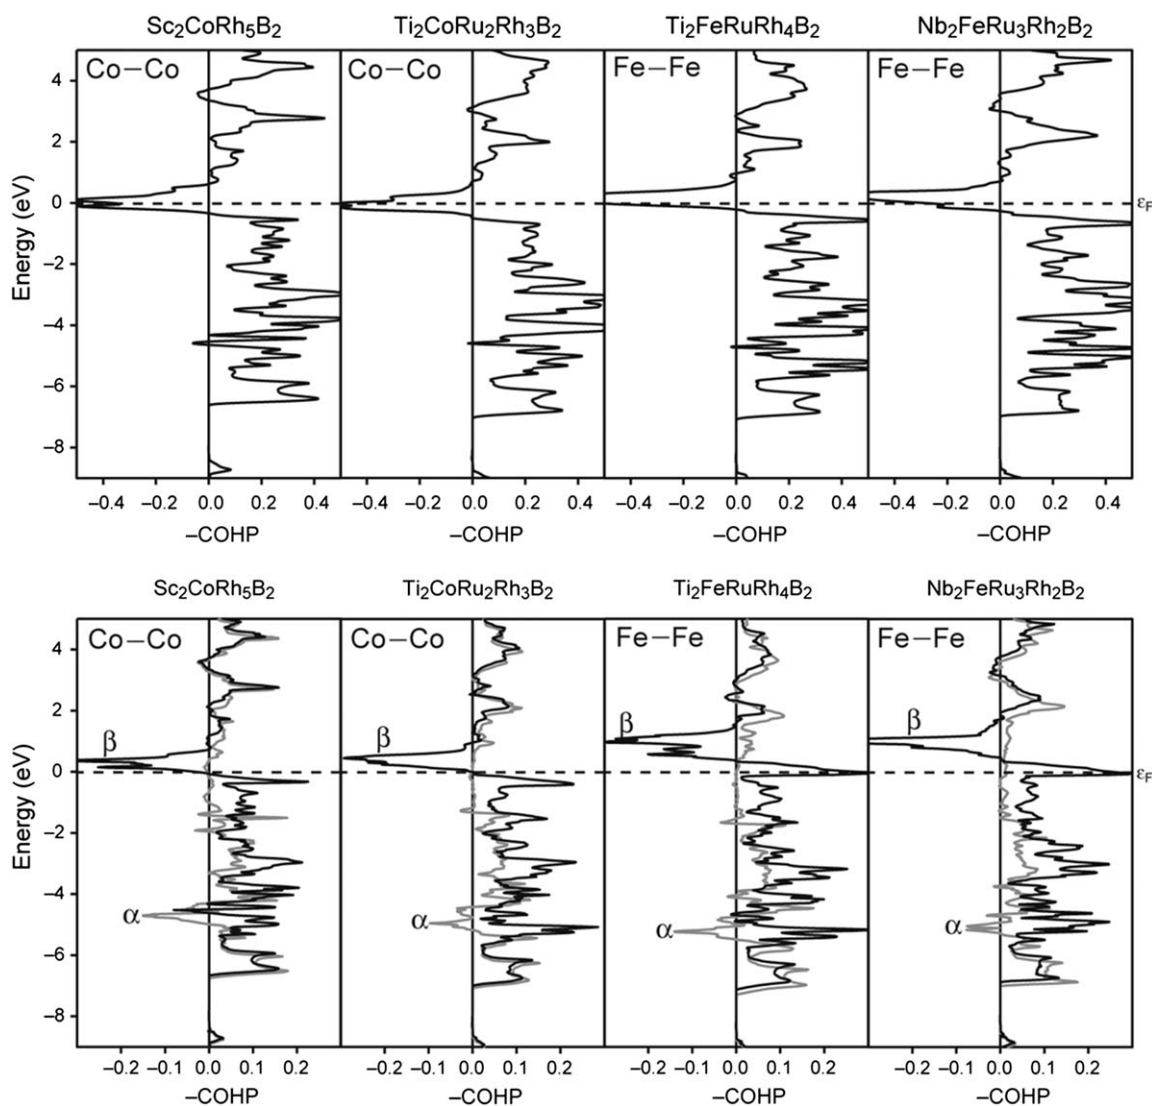 Sc₂CoRh₅B₂ Ti₂CoRu₂Rh₃B₂ Ti₂FeRuRh₄B₂ Nb₂FeRu₃Rh₂B₂
Co–Co Co–Co Fe–Fe Fe–Fe
4
2
0
εF
–2
–4
–6
–8
Energy (eV)
–0.4 –0.2 0.0 0.2 0.4 –0.4 –0.2 0.0 0.2 0.4 –0.4 –0.2 0.0 0.2 0.4 –0.4 –0.2 0.0 0.2 0.4
–COHP –COHP –COHP –COHP
Sc₂CoRh₅B₂ Ti₂CoRu₂Rh₃B₂ Ti₂FeRuRh₄B₂ Nb₂FeRu₃Rh₂B₂
Co–Co Co–Co Fe–Fe Fe–Fe
4
2
β β β β
0
εF
–2
–4
α α α α
–6
–8
Energy (eV)
–0.2 –0.1 0.0 0.1 0.2 –0.2 –0.1 0.0 0.1 0.2 –0.2 –0.1 0.0 0.1 0.2 –0.2 –0.1 0.0 0.1 0.2
–COHP –COHP –COHP –COHP